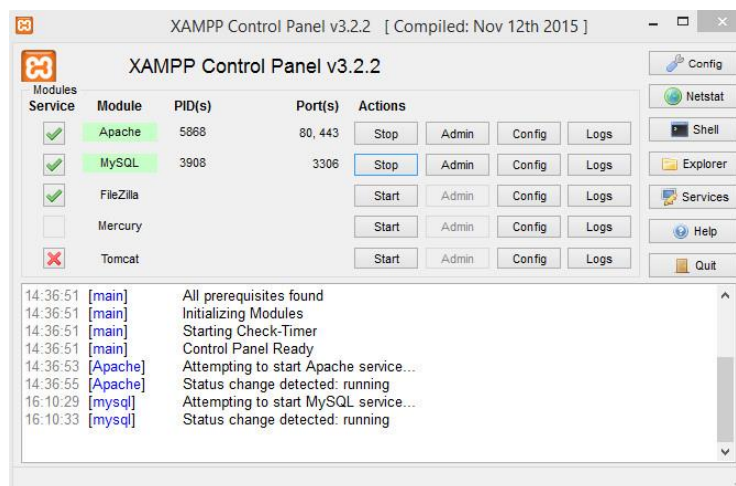 XAMPP Control Panel v3.2.2 [ Compiled: Nov 12th 2015 ]
XAMPP Control Panel v3.2.2
Config
Modules
Service Module PID(s) Port(s) Actions
Netstat
Apache 5868 80, 443 Stop Admin Config Logs
Shell
MySQL 3908 3306 Stop Admin Config Logs
Explorer
FileZilla Start Admin Config Logs
Services
Mercury Start Admin Config Logs
Help
Tomcat Start Admin Config Logs
Quit
14:36:51 [main] All prerequisites found
14:36:51 [main] Initializing Modules
14:36:51 [main] Starting Check-Timer
14:36:51 [main] Control Panel Ready
14:36:53 [Apache] Attempting to start Apache service...
14:36:55 [Apache] Status change detected: running
16:10:29 [mysql] Attempting to start MySQL service...
16:10:33 [mysql] Status change detected: running